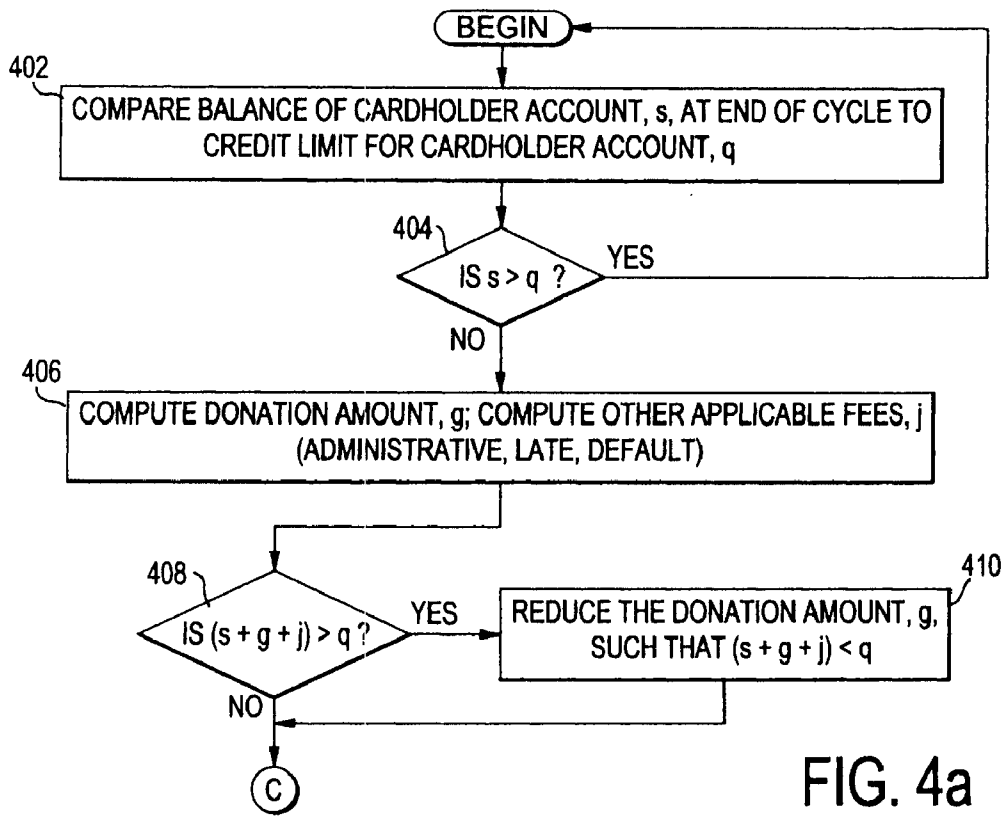 BEGIN
402
COMPARE BALANCE OF CARDHOLDER ACCOUNT, s, AT END OF CYCLE TO
CREDIT LIMIT FOR CARDHOLDER ACCOUNT, q
404
IS s > q ?
YES
NO
406
COMPUTE DONATION AMOUNT, g; COMPUTE OTHER APPLICABLE FEES, j
(ADMINISTRATIVE, LATE, DEFAULT)
408
IS (s + g + j) > q ?
YES
410
REDUCE THE DONATION AMOUNT, g,
SUCH THAT (s + g + j) < q
NO
C
FIG. 4a